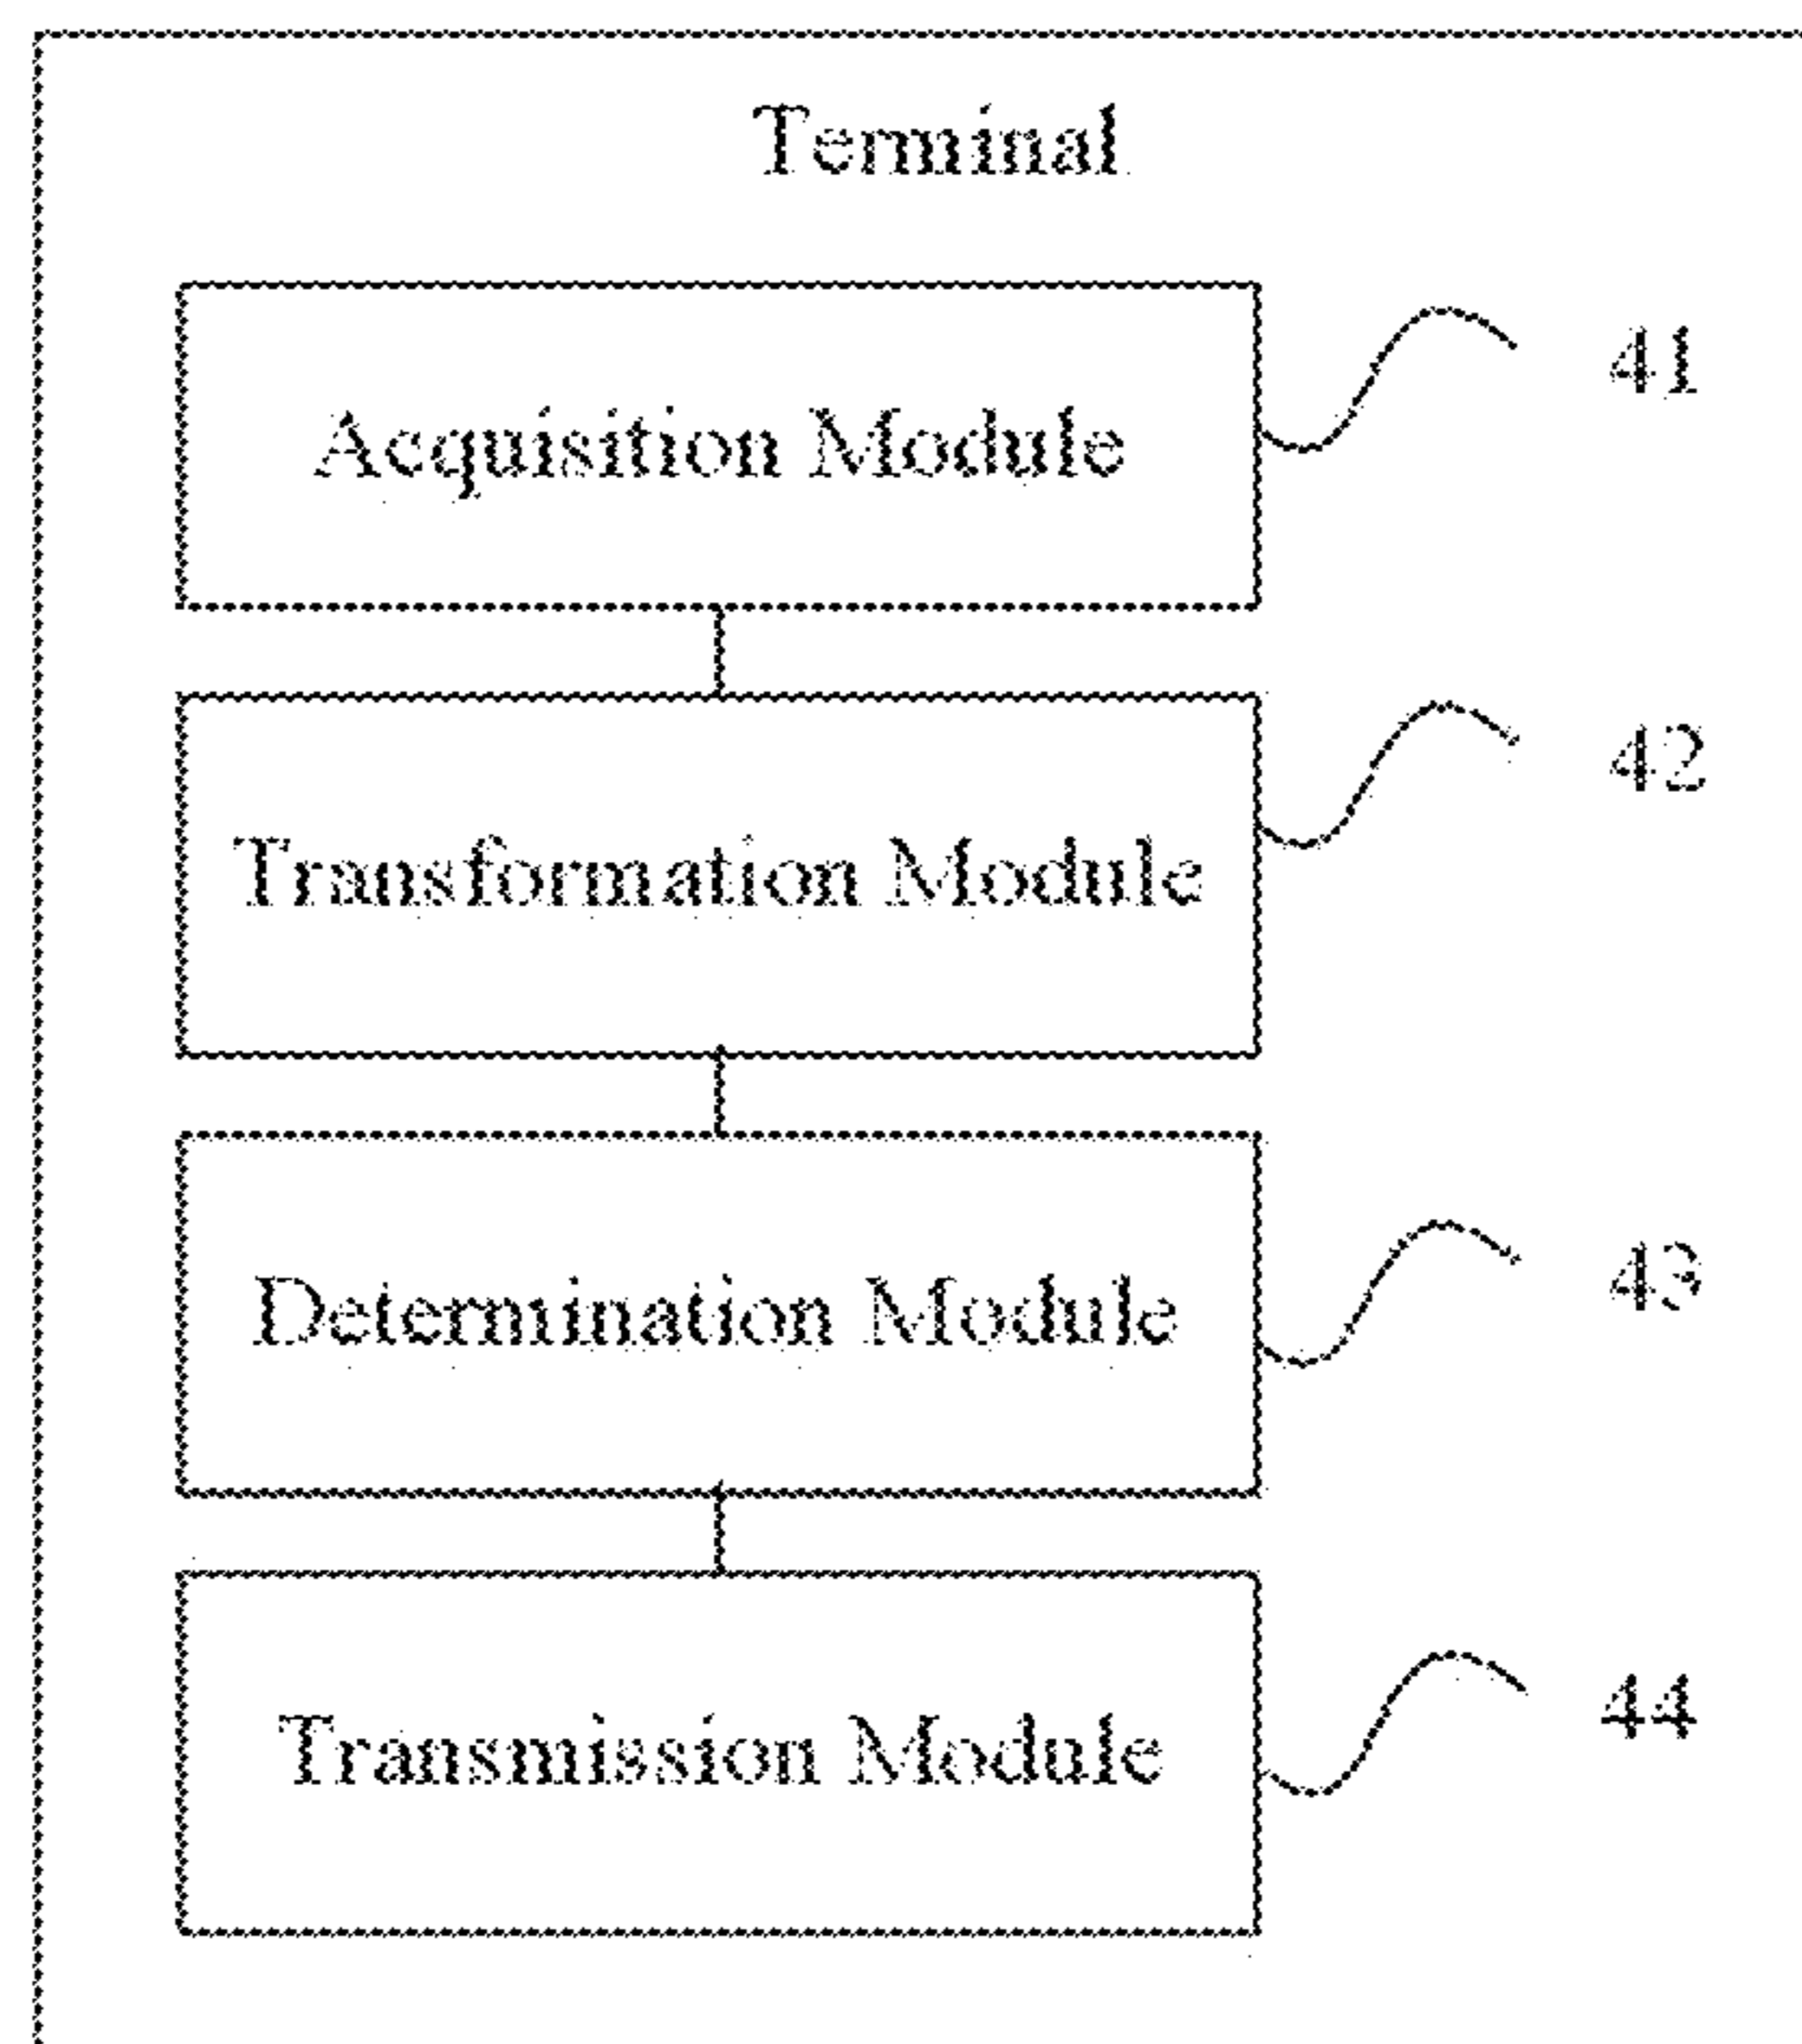 Terminal
Acquisition Module
41
Transformation Module
42
Determination Module
43
Transmission Module
44